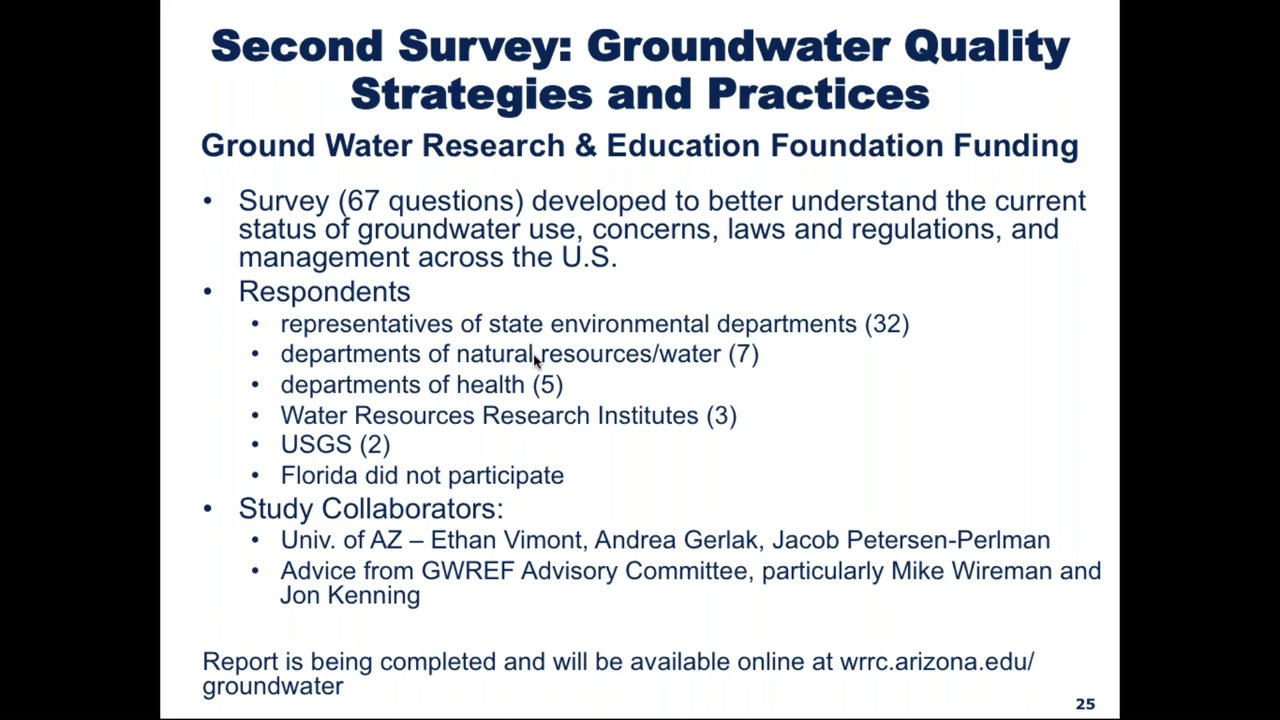 Second Survey: Groundwater Quality
Strategies and Practices
Ground Water Research & Education Foundation Funding
• Survey (67 questions) developed to better understand the current
status of groundwater use, concerns, laws and regulations, and
management across the U.S.
• Respondents
• representatives of state environmental departments (32)
• departments of natural resources/water (7)
• departments of health (5)
• Water Resources Research Institutes (3)
• USGS (2)
• Florida did not participate
• Study Collaborators:
• Univ. of AZ – Ethan Vimont, Andrea Gerlak, Jacob Petersen-Perlman
• Advice from GWREF Advisory Committee, particularly Mike Wireman and
Jon Kenning
Report is being completed and will be available online at wrrc.arizona.edu/
groundwater
25